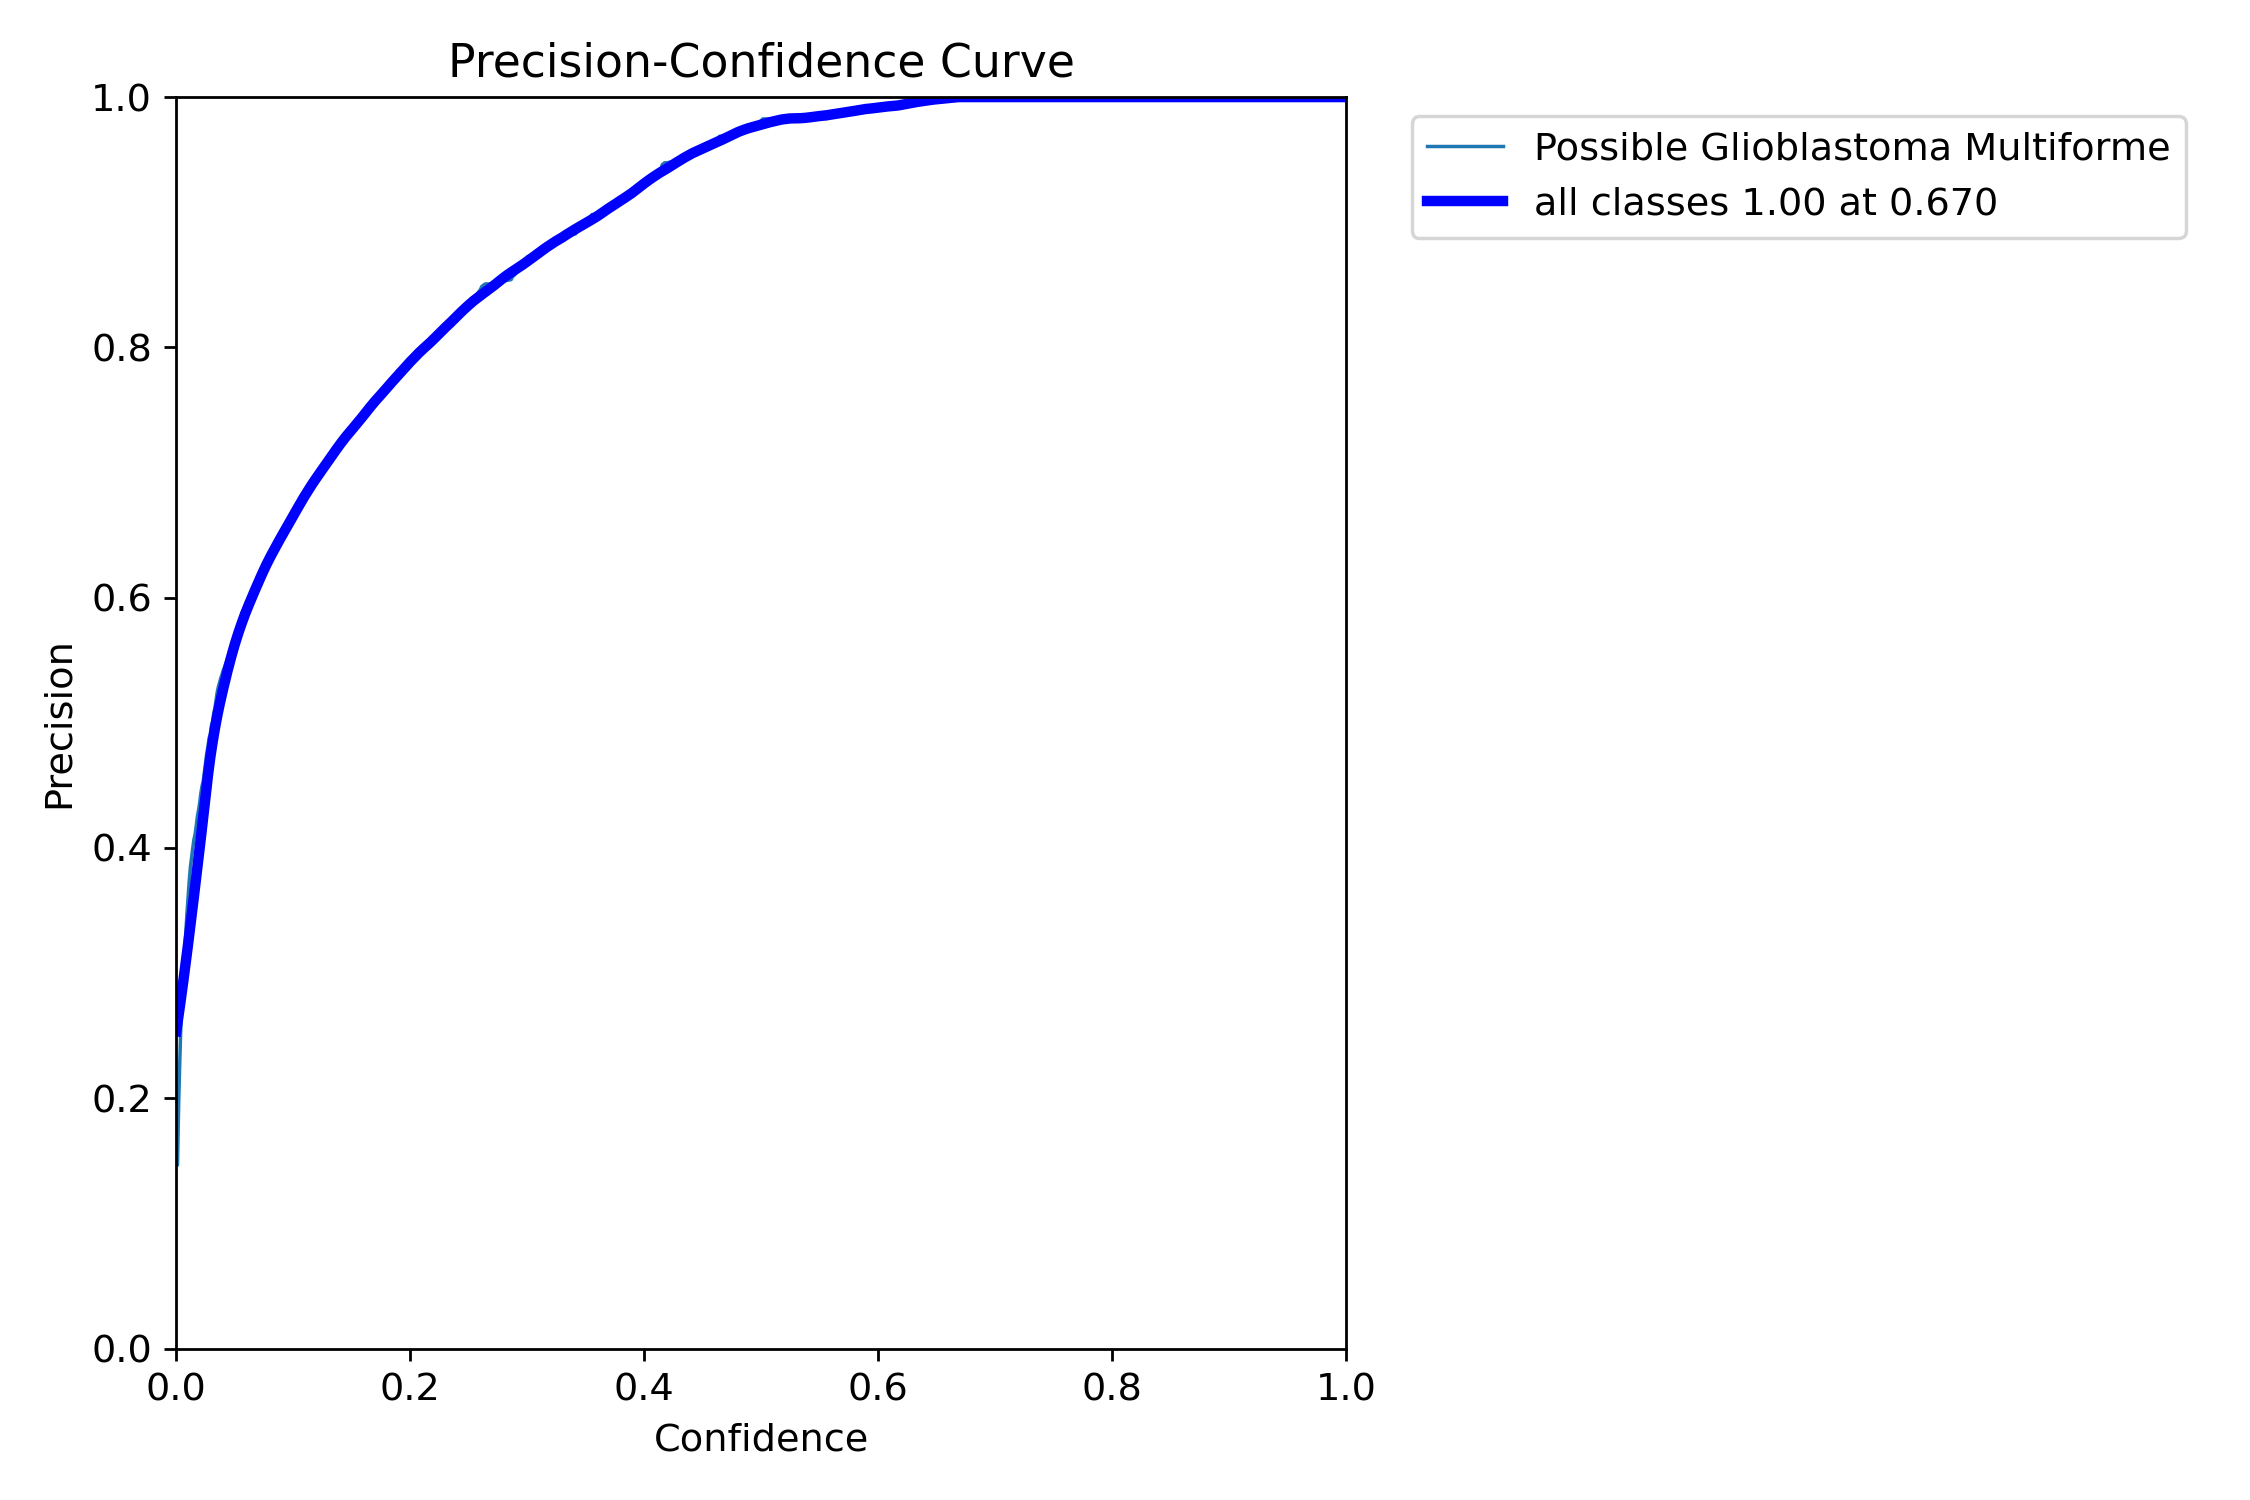 Precision-Confidence Curve
1.0
0.8
0.6
0.4
0.2
0.0
Precision
0.0 0.2 0.4 0.6 0.8 1.0
Confidence
Possible Glioblastoma Multiforme
all classes 1.00 at 0.670